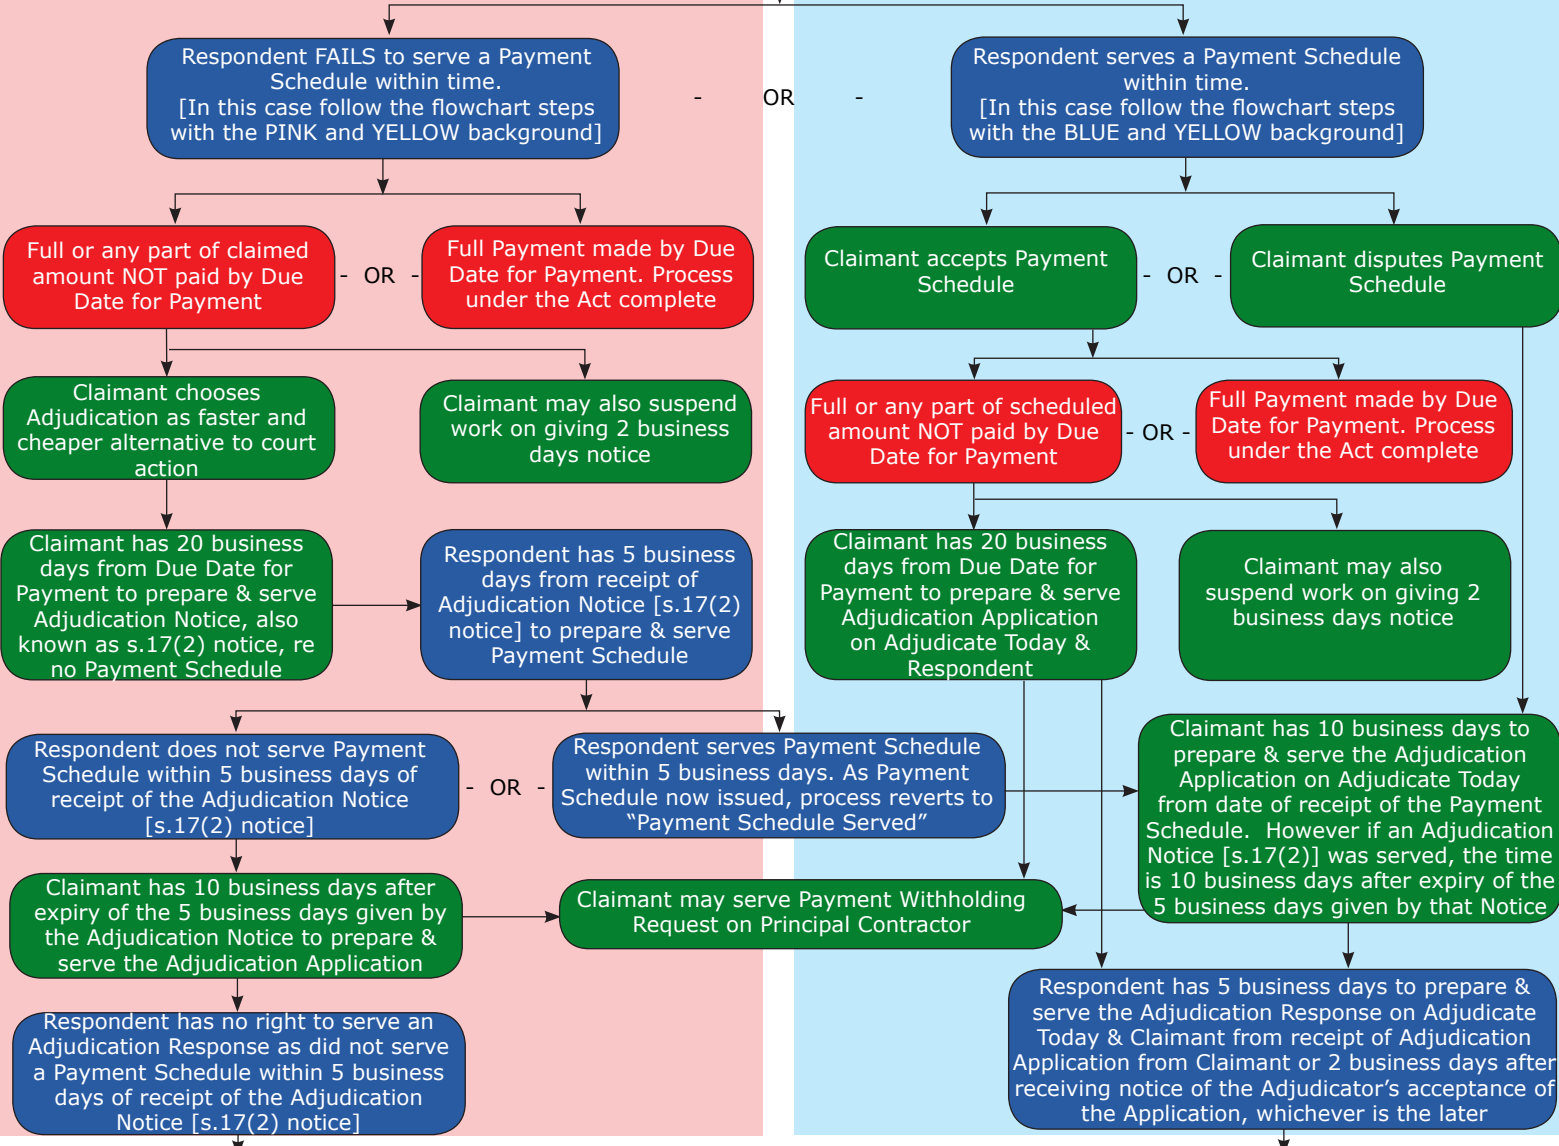 Respondent FAILS to serve a Payment
Schedule within time.
[In this case follow the flowchart steps
with the PINK and YELLOW background]
- OR -
Respondent serves a Payment Schedule
within time.
[In this case follow the flowchart steps
with the BLUE and YELLOW background]
Full or any part of claimed
amount NOT paid by Due
Date for Payment
- OR -
Full Payment made by Due
Date for Payment. Process
under the Act complete
Claimant accepts Payment
Schedule
- OR -
Claimant disputes Payment
Schedule
Claimant chooses
Adjudication as faster and
cheaper alternative to court
action
Claimant may also suspend
work on giving 2 business
days notice
Full or any part of scheduled
amount NOT paid by Due
Date for Payment
- OR -
Full Payment made by Due
Date for Payment. Process
under the Act complete
Claimant has 20 business
days from Due Date for
Payment to prepare & serve
Adjudication Notice, also
known as s.17(2) notice, re
no Payment Schedule
Respondent has 5 business
days from receipt of
Adjudication Notice [s.17(2)
notice] to prepare & serve
Payment Schedule
Claimant has 20 business
days from Due Date for
Payment to prepare & serve
Adjudication Application
on Adjudicate Today &
Respondent
Claimant may also
suspend work on giving 2
business days notice
Respondent does not serve Payment
Schedule within 5 business days of
receipt of the Adjudication Notice
[s.17(2) notice]
- OR -
Respondent serves Payment Schedule
within 5 business days. As Payment
Schedule now issued, process reverts to
“Payment Schedule Served”
Claimant has 10 business days to
prepare & serve the Adjudication
Application on Adjudicate Today
from date of receipt of the Payment
Schedule. However if an Adjudication
Notice [s.17(2)] was served, the time
is 10 business days after expiry of the
5 business days given by that Notice
Claimant has 10 business days after
expiry of the 5 business days given by
the Adjudication Notice to prepare &
serve the Adjudication Application
Claimant may serve Payment Withholding
Request on Principal Contractor
Respondent has no right to serve an
Adjudication Response as did not serve
a Payment Schedule within 5 business
days of receipt of the Adjudication
Notice [s.17(2) notice]
Respondent has 5 business days to prepare &
serve the Adjudication Response on Adjudicate
Today & Claimant from receipt of Adjudication
Application from Claimant or 2 business days after
receiving notice of the Adjudicator’s acceptance of
the Application, whichever is the later